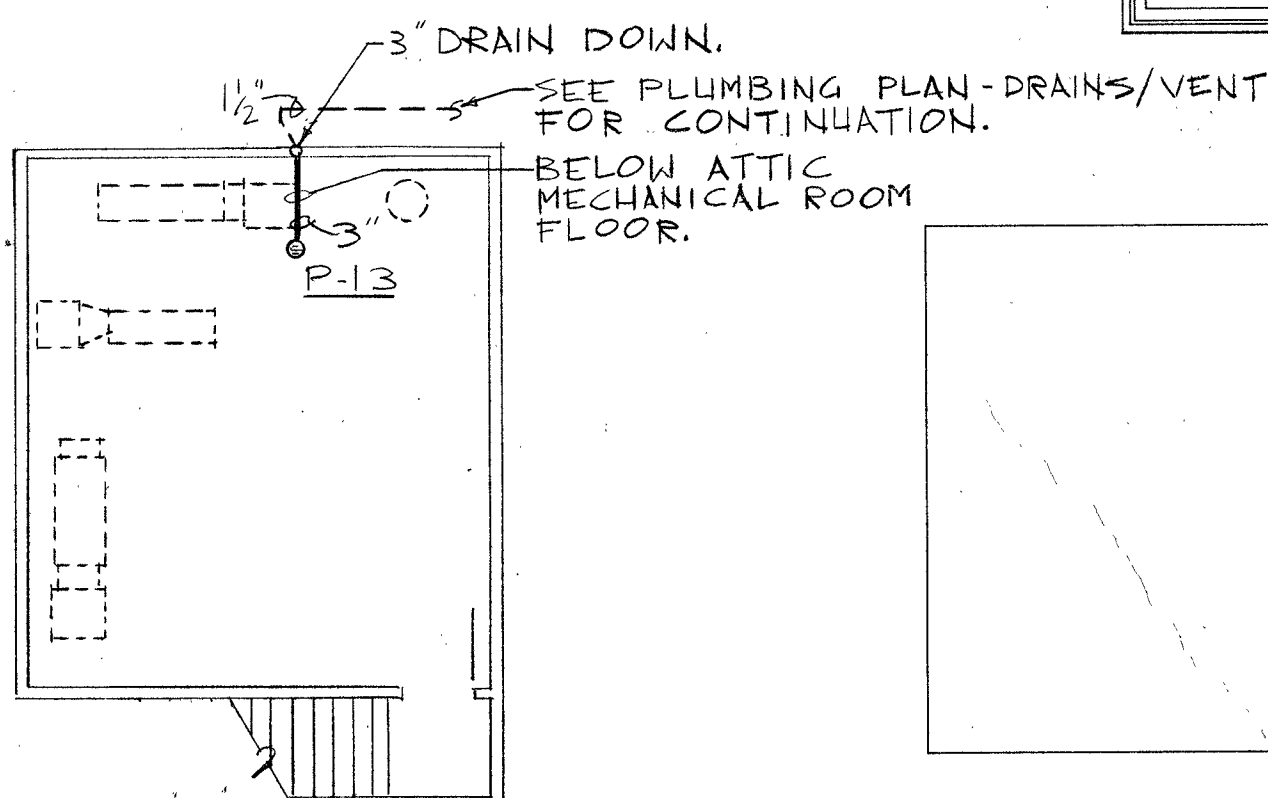 3" DRAIN DOWN.
1½"
SEE PLUMBING PLAN-DRAINS/VENT
FOR CONTINUATION.
BELOW ATTIC
MECHANICAL ROOM
FLOOR.
3"
P-13